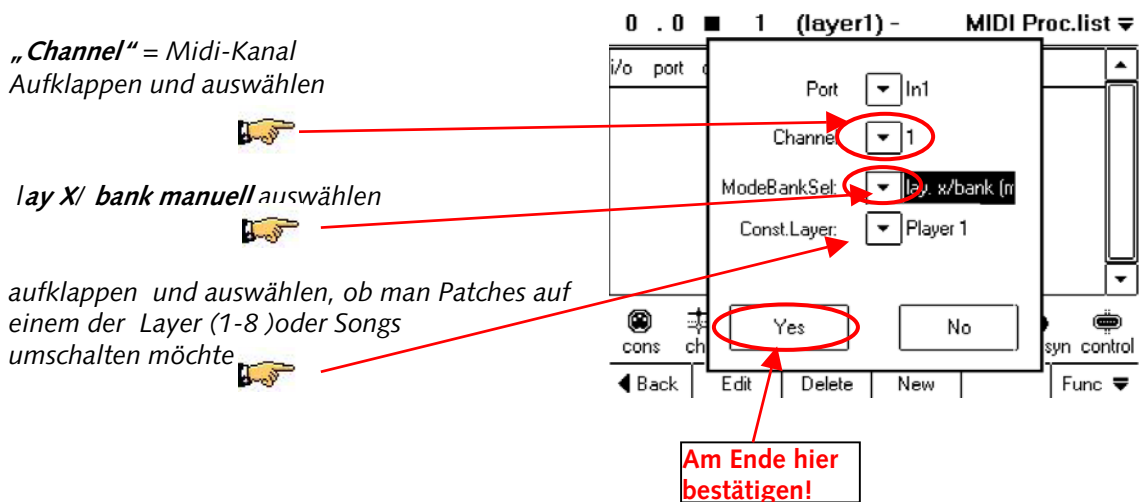 „Channel“ = Midi-Kanal
Aufklappen und auswählen
lay X/ bank manuell auswählen
aufklappen und auswählen, ob man Patches auf
einem der Layer (1-8 )oder Songs
umschalten möchte
0 . 0 ■ 1 (layer1) - MIDI Proc.list
i/o port
Port In1
Channel 1
ModeBankSel: lay. x/bank (m
Const.Layer: Player 1
Yes No
cons ch syn control
Back Edit Delete New Func
Am Ende hier
bestätigen!